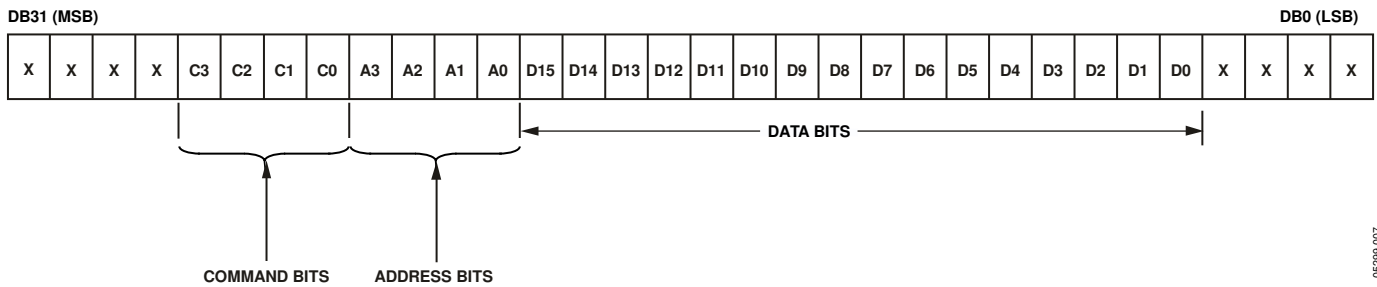 DB31 (MSB) DB0 (LSB)
X X X X C3 C2 C1 C0 A3 A2 A1 A0 D15 D14 D13 D12 D11 D10 D9 D8 D7 D6 D5 D4 D3 D2 D1 D0 X X X X
DATA BITS
COMMAND BITS ADDRESS BITS